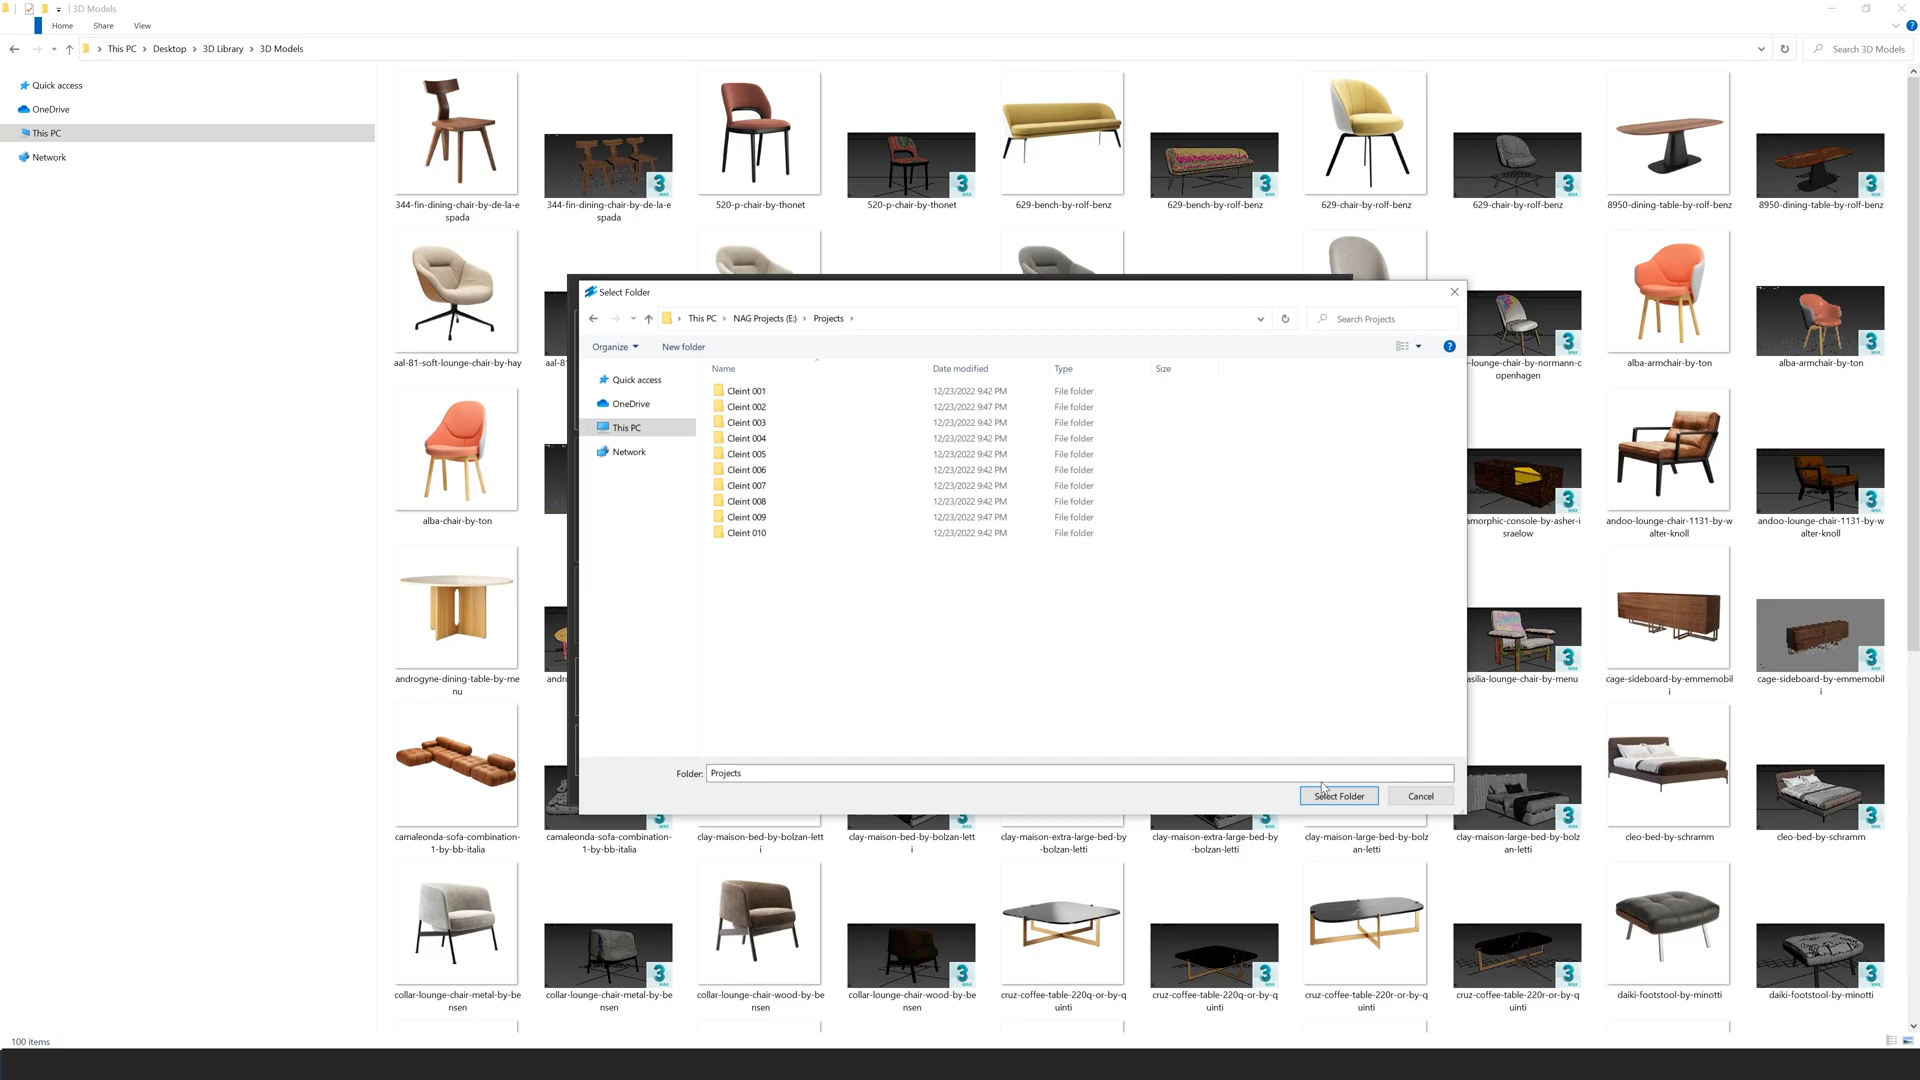 3D Models
Home Share View
This PC Desktop 3D Library 3D Models
Search 3D Models
Quick access
OneDrive
This PC
Network
344-fin-dining-chair-by-de-la-e
spada
344-fin-dining-chair-by-de-la-e
spada
520-p-chair-by-thonet
520-p-chair-by-thonet
629-bench-by-rolf-benz
629-bench-by-rolf-benz
629-chair-by-rolf-benz
629-chair-by-rolf-benz
8950-dining-table-by-rolf-benz
8950-dining-table-by-rolf-benz
aal-81-soft-lounge-chair-by-hay
aal-8
-lounge-chair-by-normann-c
openhagen
alba-armchair-by-ton
alba-armchair-by-ton
Select Folder
This PC NAG Projects (E:) Projects
Search Projects
Organize New folder
Quick access
OneDrive
This PC
Network
Name Date modified Type Size
Cleint 001 12/23/2022 9:42 PM File folder
Cleint 002 12/23/2022 9:47 PM File folder
Cleint 003 12/23/2022 9:42 PM File folder
Cleint 004 12/23/2022 9:42 PM File folder
Cleint 005 12/23/2022 9:42 PM File folder
Cleint 006 12/23/2022 9:42 PM File folder
Cleint 007 12/23/2022 9:42 PM File folder
Cleint 008 12/23/2022 9:42 PM File folder
Cleint 009 12/23/2022 9:47 PM File folder
Cleint 010 12/23/2022 9:42 PM File folder
Folder: Projects
Select Folder Cancel
alba-chair-by-ton
amorphic-console-by-asher-i
sraelow
andoo-lounge-chair-1131-by-w
alter-knoll
andoo-lounge-chair-1131-by-w
alter-knoll
androgyne-dining-table-by-me
nu
andro
asilia-lounge-chair-by-menu
cage-sideboard-by-emmemobil
i
cage-sideboard-by-emmemobil
i
camaleonda-sofa-combination-
1-by-bb-italia
camaleonda-sofa-combination-
1-by-bb-italia
clay-maison-bed-by-bolzan-lett
i
clay-maison-bed-by-bolzan-lett
i
clay-maison-extra-large-bed-by
-bolzan-letti
clay-maison-extra-large-bed-by
-bolzan-letti
clay-maison-large-bed-by-bolz
an-letti
clay-maison-large-bed-by-bolz
an-letti
cleo-bed-by-schramm
cleo-bed-by-schramm
collar-lounge-chair-metal-by-be
nsen
collar-lounge-chair-metal-by-be
nsen
collar-lounge-chair-wood-by-be
nsen
collar-lounge-chair-wood-by-be
nsen
cruz-coffee-table-220q-or-by-q
uinti
cruz-coffee-table-220q-or-by-q
uinti
cruz-coffee-table-220r-or-by-q
uinti
cruz-coffee-table-220r-or-by-q
uinti
daiki-footstool-by-minotti
daiki-footstool-by-minotti
100 items